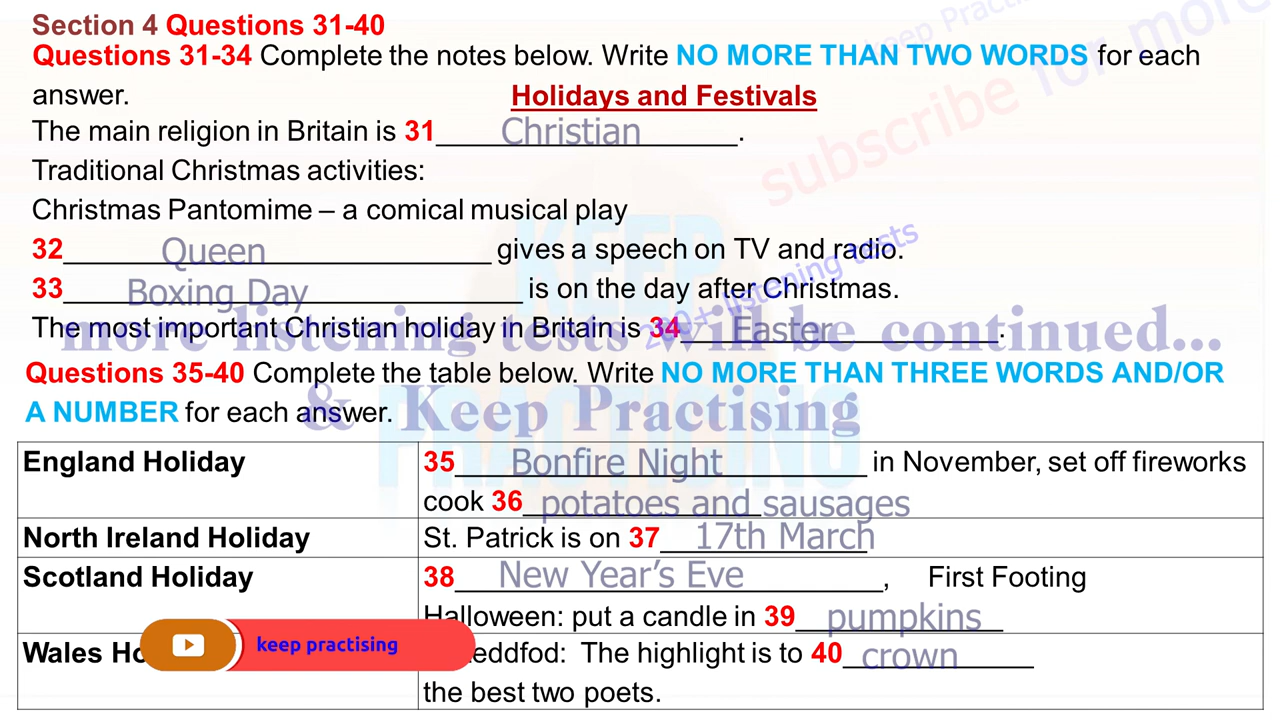 Section 4 Questions 31-40
Questions 31-34 Complete the notes below. Write NO MORE THAN TWO WORDS for each
answer.
Holidays and Festivals
The main religion in Britain is 31 Christian.
Traditional Christmas activities:
Christmas Pantomime – a comical musical play
32 Queen gives a speech on TV and radio.
33 Boxing Day is on the day after Christmas.
The most important Christian holiday in Britain is 34 Easter.
more listening tests will be continued...
& Keep Practising
Questions 35-40 Complete the table below. Write NO MORE THAN THREE WORDS AND/OR
A NUMBER for each answer.
England Holiday
35 Bonfire Night in November, set off fireworks
cook 36 potatoes and sausages
North Ireland Holiday
St. Patrick is on 37 17th March
Scotland Holiday
38 New Year's Eve, First Footing
Halloween: put a candle in 39 pumpkins
Wales
eddfod: The highlight is to 40 crown
the best two poets.
keep practising
KEEP
PRACTISING
subscribe for more
listening tests